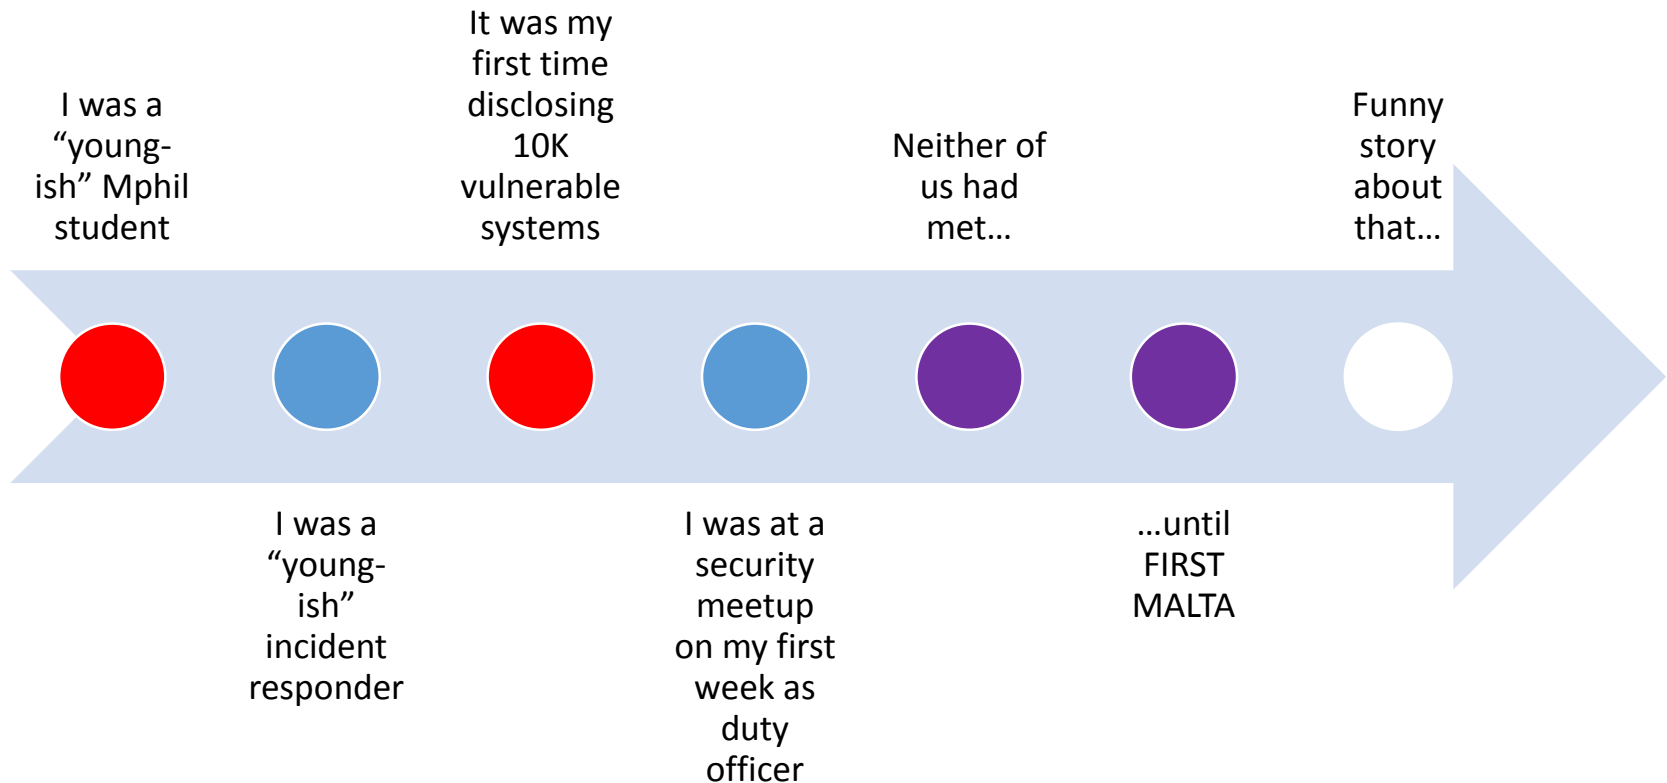 I was a
“young-
ish” Mphil
student
I was a
“young-
ish”
incident
responder
It was my
first time
disclosing
10K
vulnerable
systems
I was at a
security
meetup
on my first
week as
duty
officer
Neither of
us had
met…
…until
FIRST
MALTA
Funny
story
about
that…